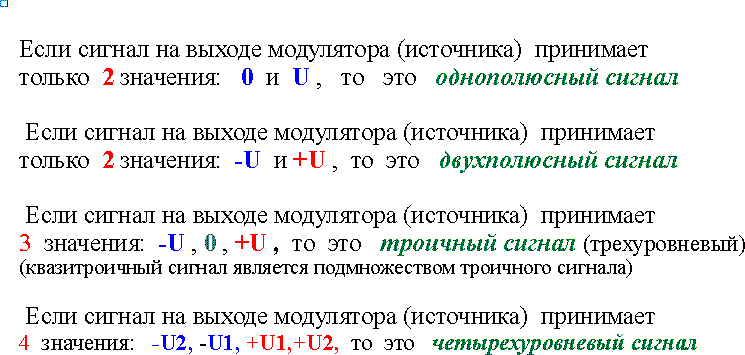 Если сигнал на выходе модулятора (источника) принимает
только 2 значения: 0 и U , то это однополюсный сигнал
Если сигнал на выходе модулятора (источника) принимает
только 2 значения: -U и +U , то это двухполюсный сигнал
Если сигнал на выходе модулятора (источника) принимает
3 значения: -U , 0 , +U , то это троичный сигнал (трехуровневый)
(квазитроичный сигнал является подмножеством троичного сигнала)
Если сигнал на выходе модулятора (источника) принимает
4 значения: -U2, -U1, +U1,+U2, то это четырехуровневый сигнал